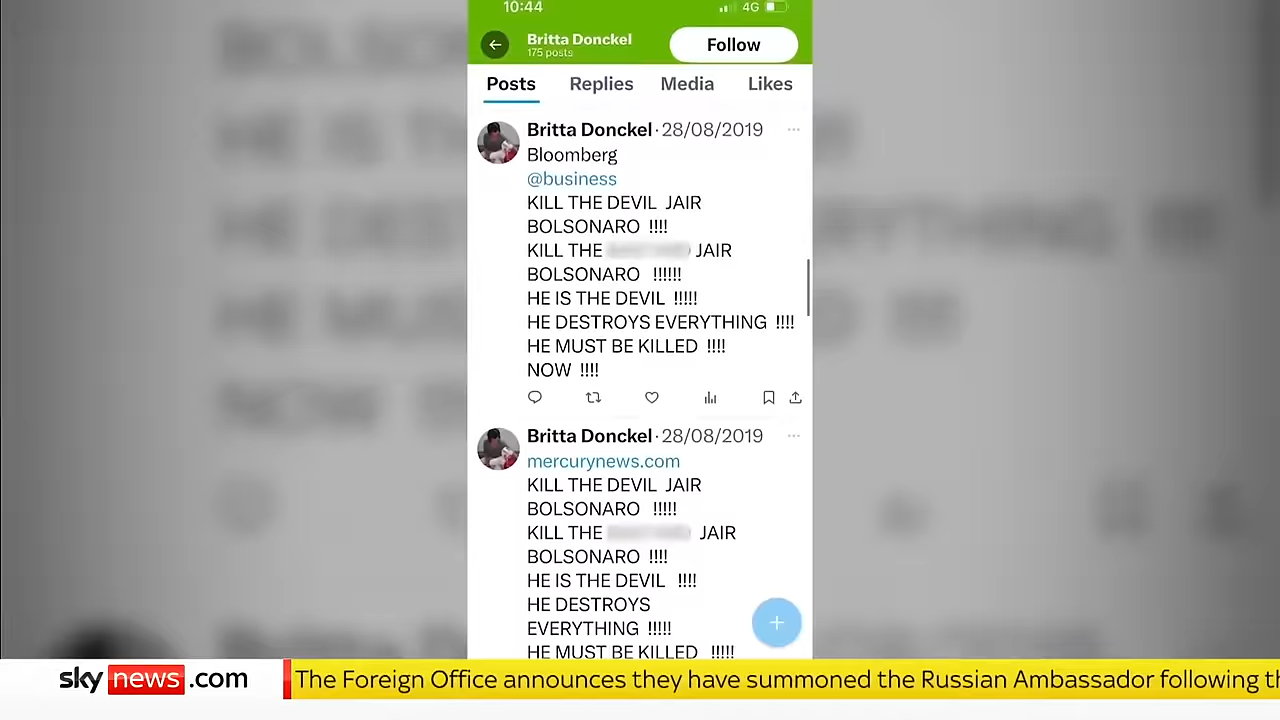 10:44
4G
Britta Donckel
175 posts
Follow
Posts Replies Media Likes
Britta Donckel · 28/08/2019
Bloomberg
@business
KILL THE DEVIL JAIR
BOLSONARO !!!!
KILL THE JAIR
BOLSONARO !!!!!!
HE IS THE DEVIL !!!!!
HE DESTROYS EVERYTHING !!!!
HE MUST BE KILLED !!!!
NOW !!!!
Britta Donckel · 28/08/2019
mercurynews.com
KILL THE DEVIL JAIR
BOLSONARO !!!!!
KILL THE JAIR
BOLSONARO !!!!
HE IS THE DEVIL !!!!
HE DESTROYS
EVERYTHING !!!!!
HE MUST BE KILLED !!!!!
sky news .com
The Foreign Office announces they have summoned the Russian Ambassador following